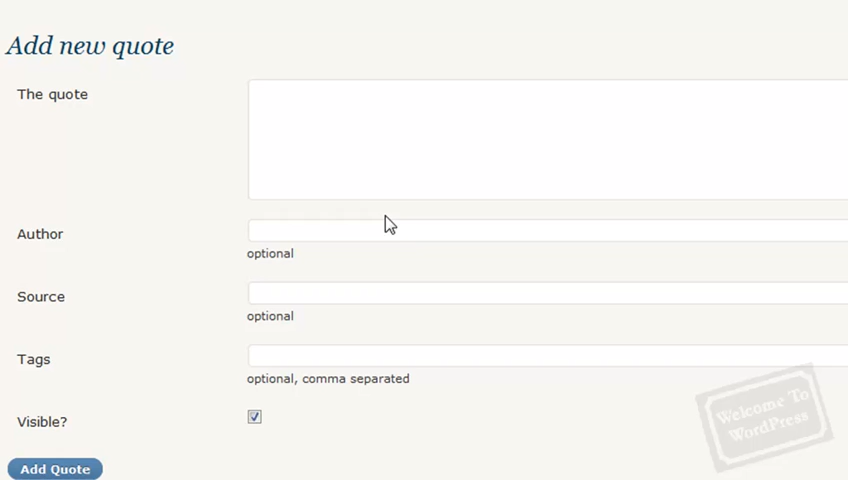 Add new quote
The quote
Author
optional
Source
optional
Tags
optional, comma separated
Visible?
Welcome To
WordPress
Add Quote